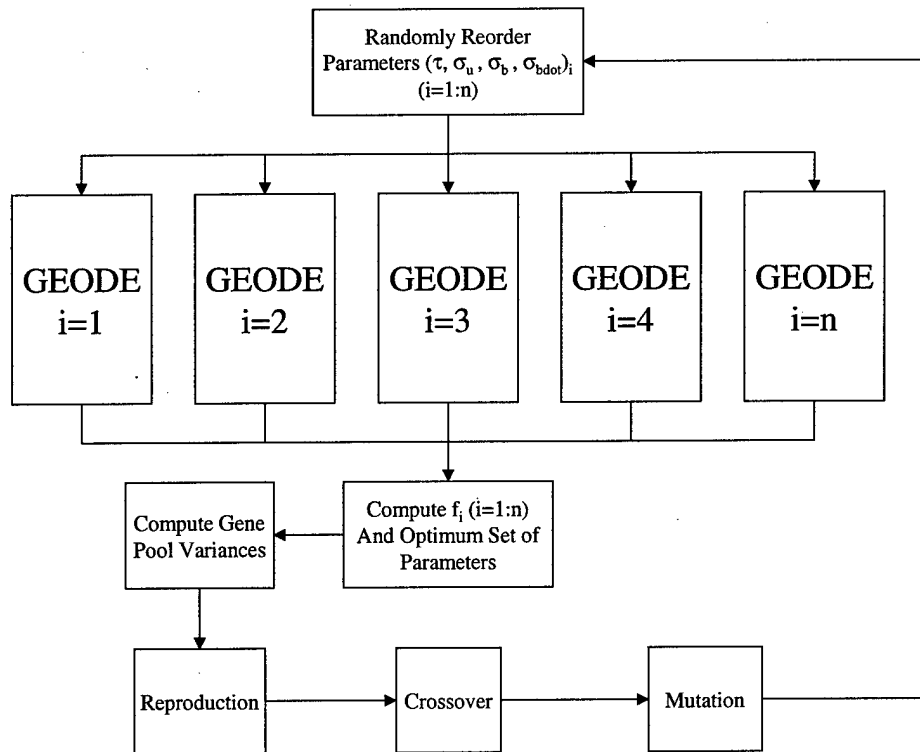 Randomly Reorder
Parameters (τ, σu , σb , σbdot)i
(i=1:n)
GEODE
i=1
GEODE
i=2
GEODE
i=3
GEODE
i=4
GEODE
i=n
Compute fi (i=1:n)
And Optimum Set of
Parameters
Compute Gene
Pool Variances
Reproduction
Crossover
Mutation